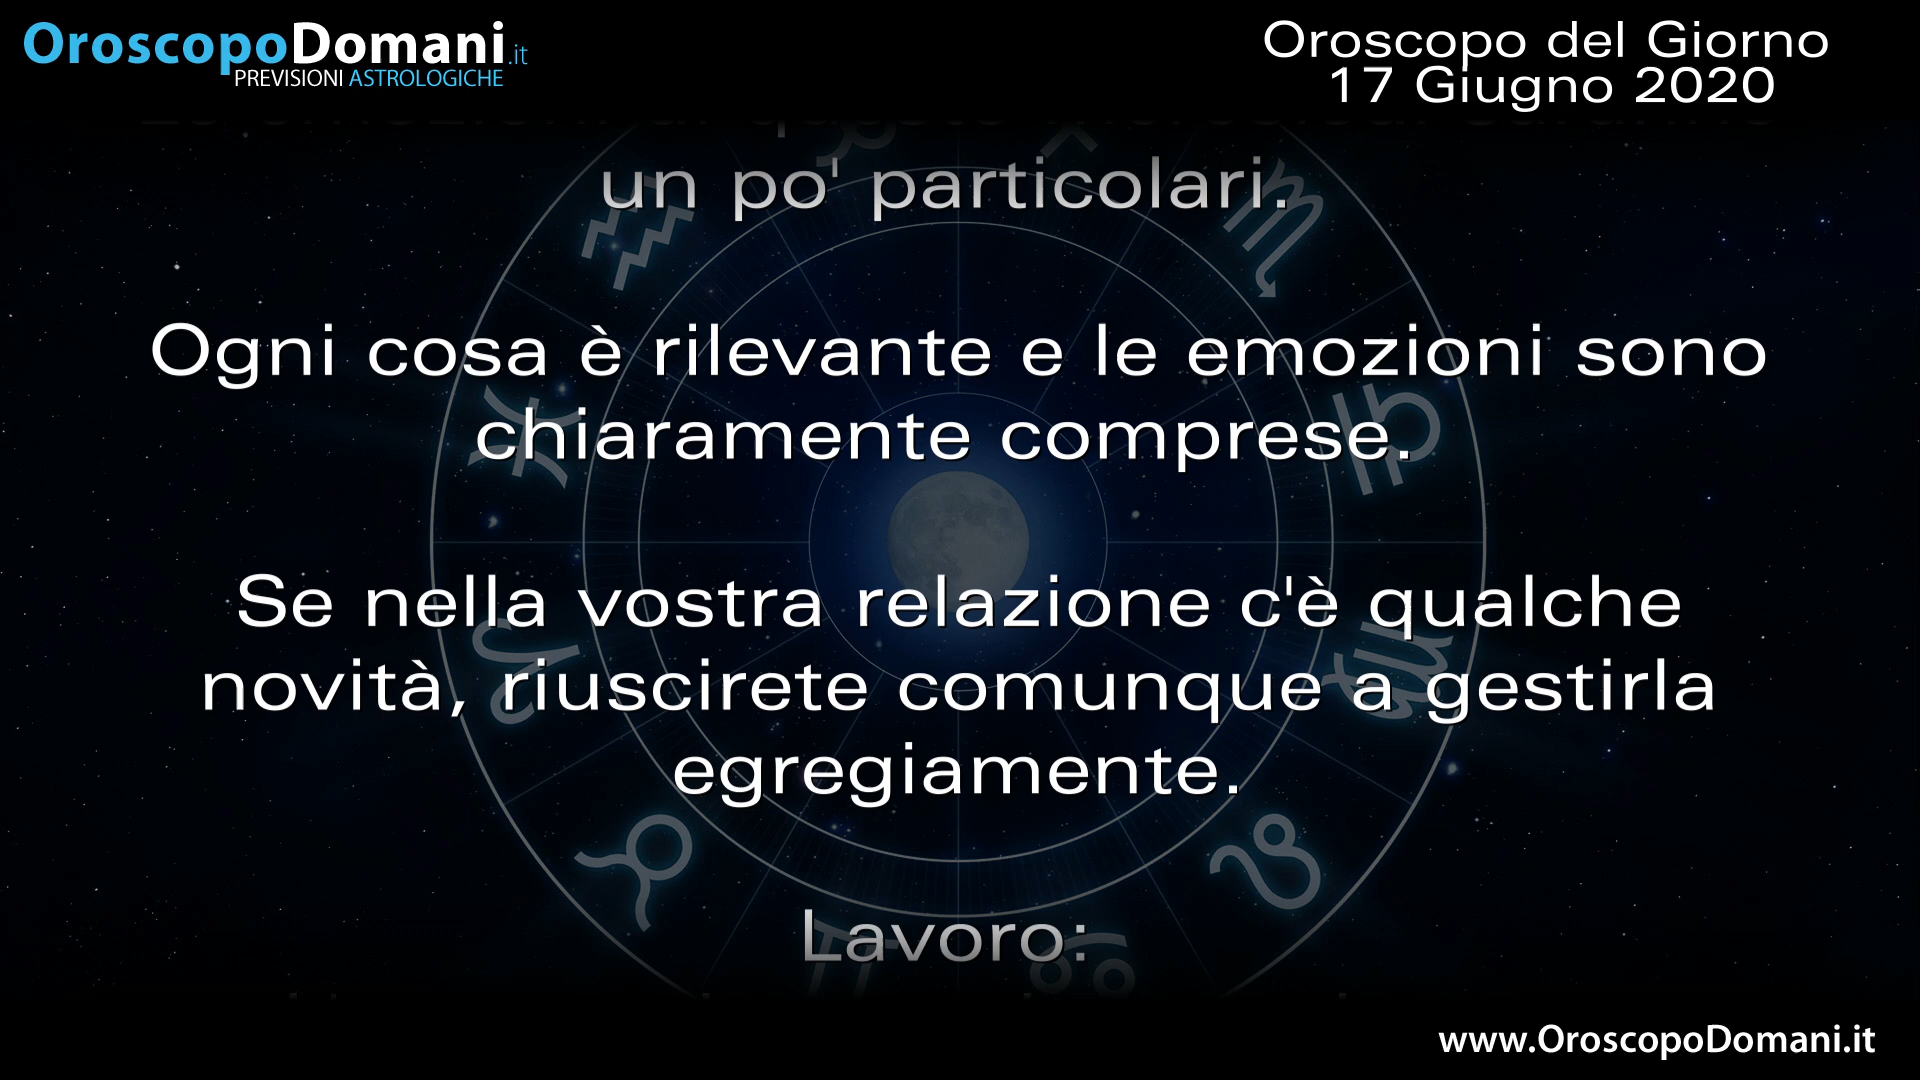 OroscopoDomani.it
PREVISIONI ASTROLOGICHE
Oroscopo del Giorno
17 Giugno 2020
un po' particolari.
Ogni cosa è rilevante e le emozioni sono
chiaramente comprese.
Se nella vostra relazione c'è qualche
novità, riuscirete comunque a gestirla
egregiamente.
Lavoro:
www.OroscopoDomani.it